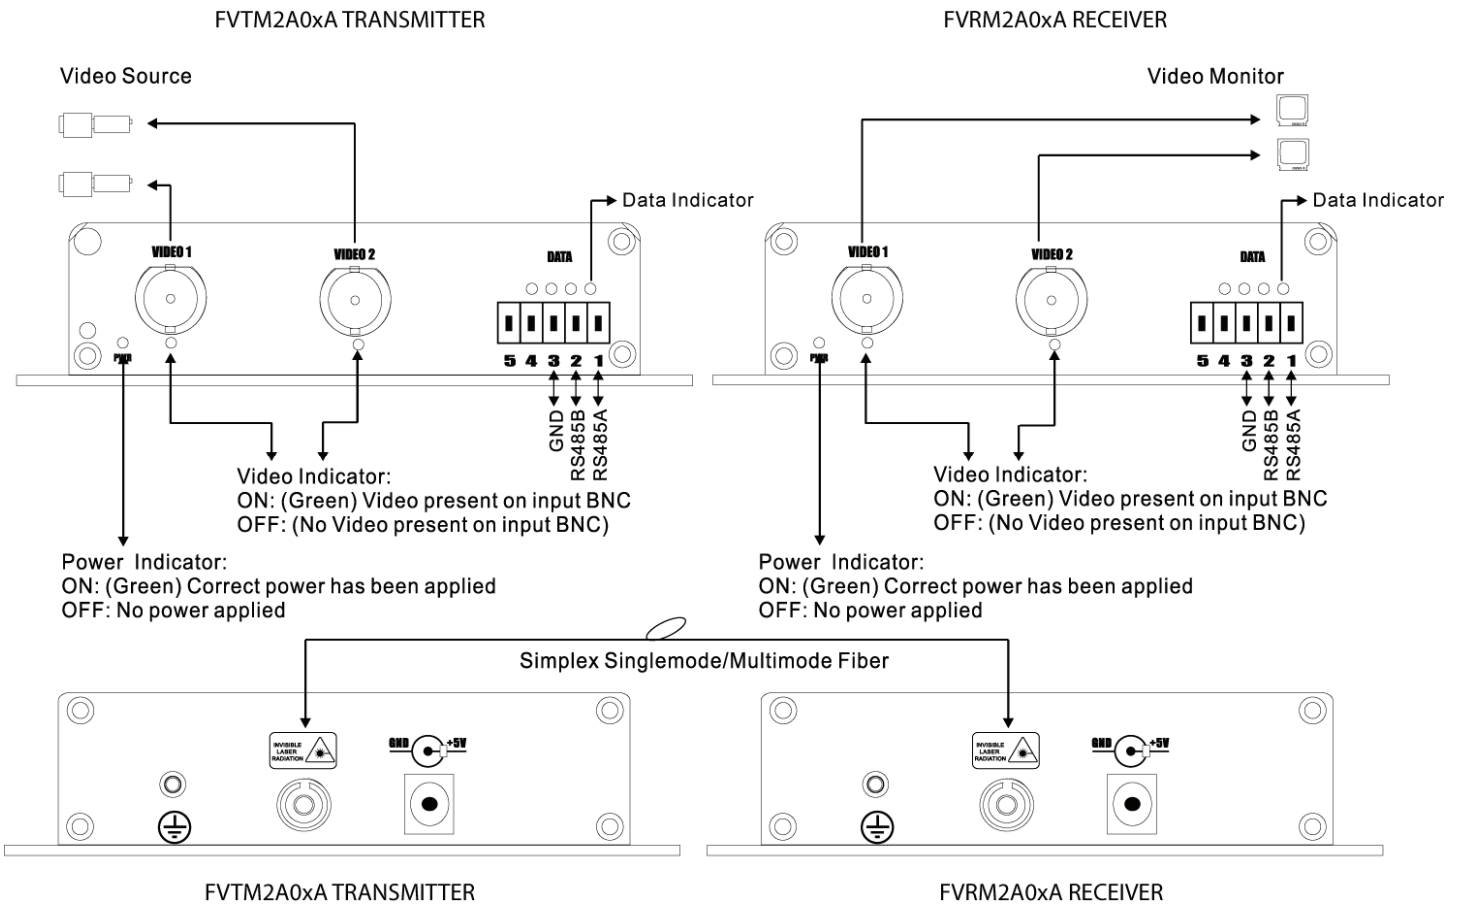 FVTM2A0xA TRANSMITTER
FVRM2A0xA RECEIVER
Video Source
Video Monitor
Data Indicator
Data Indicator
VIDEO 1
VIDEO 2
DATA
VIDEO 1
VIDEO 2
DATA
PWR
5 4 3 2 1
PWR
5 4 3 2 1
GND
RS485B
RS485A
GND
RS485B
RS485A
Video Indicator:
ON: (Green) Video present on input BNC
OFF: (No Video present on input BNC)
Video Indicator:
ON: (Green) Video present on input BNC
OFF: (No Video present on input BNC)
Power Indicator:
ON: (Green) Correct power has been applied
OFF: No power applied
Power Indicator:
ON: (Green) Correct power has been applied
OFF: No power applied
Simplex Singlemode/Multimode Fiber
INVISIBLE
LASER
RADIATION
GND +5V
INVISIBLE
LASER
RADIATION
GND +5V
FVTM2A0xA TRANSMITTER
FVRM2A0xA RECEIVER